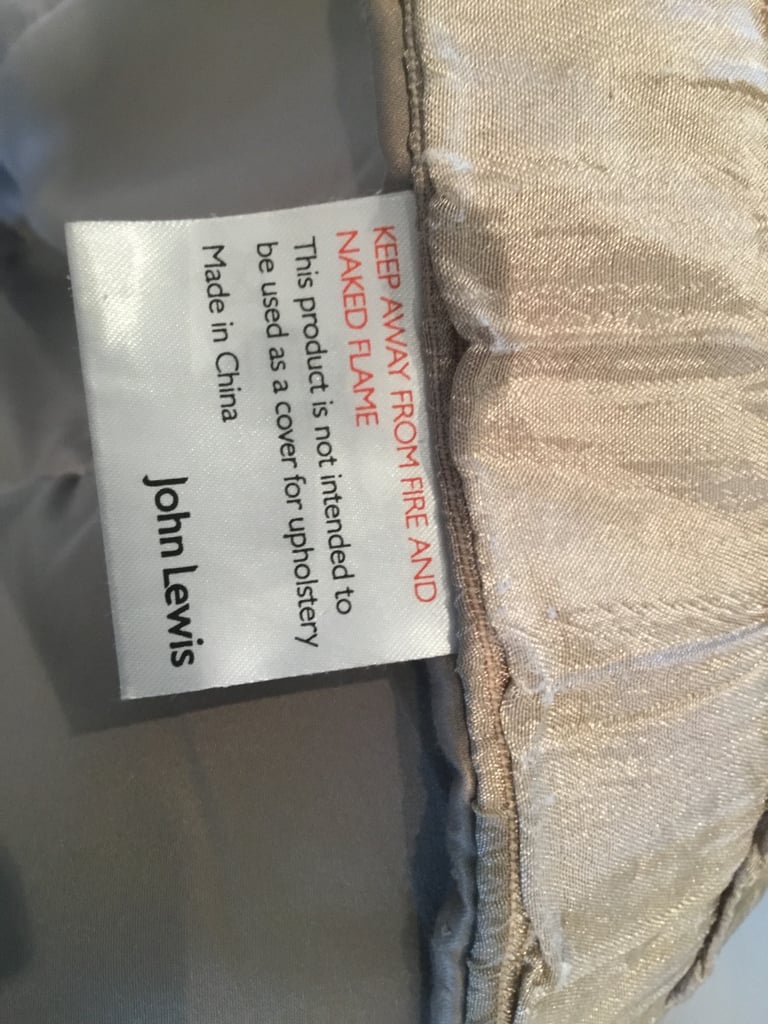 KEEP AWAY FROM FIRE AND
NAKED FLAME
This product is not intended to
be used as a cover for upholstery
Made in China
John Lewis